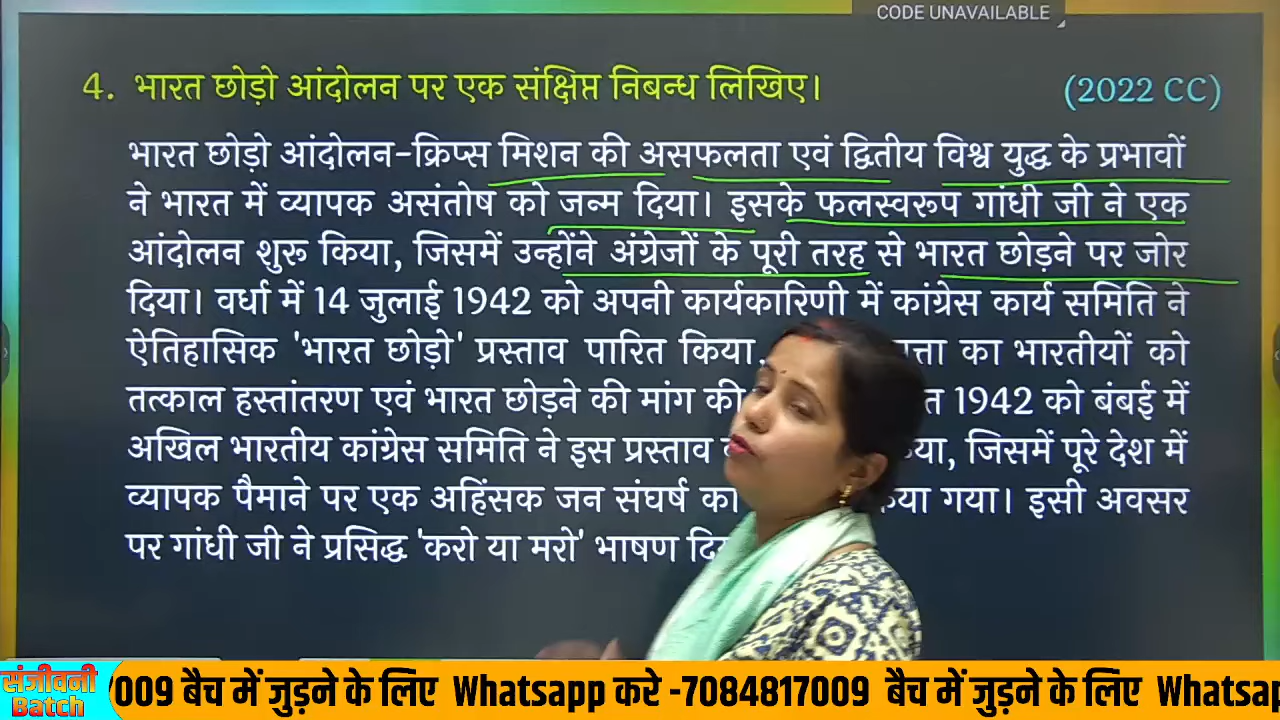 CODE UNAVAILABLE
4. भारत छोड़ो आंदोलन पर एक संक्षिप्त निबन्ध लिखिए। (2022 CC)
भारत छोड़ो आंदोलन-क्रिप्स मिशन की असफलता एवं द्वितीय विश्व युद्ध के प्रभावों
ने भारत में व्यापक असंतोष को जन्म दिया। इसके फलस्वरूप गांधी जी ने एक
आंदोलन शुरू किया, जिसमें उन्होंने अंग्रेजों के पूरी तरह से भारत छोड़ने पर जोर
दिया। वर्धा में 14 जुलाई 1942 को अपनी कार्यकारिणी में कांग्रेस कार्य समिति ने
ऐतिहासिक 'भारत छोड़ो' प्रस्ताव पारित किया, का भारतीयों को
तत्काल हस्तांतरण एवं भारत छोड़ने की मांग की 1942 को बंबई में
अखिल भारतीय कांग्रेस समिति ने इस प्रस्ताव जिसमें पूरे देश में
व्यापक पैमाने पर एक अहिंसक जन संघर्ष का गया। इसी अवसर
पर गांधी जी ने प्रसिद्ध 'करो या मरो' भाषण
संजीवनी
Batch
7009 बैच में जुड़ने के लिए Whatsapp करे -7084817009 बैच में जुड़ने के लिए